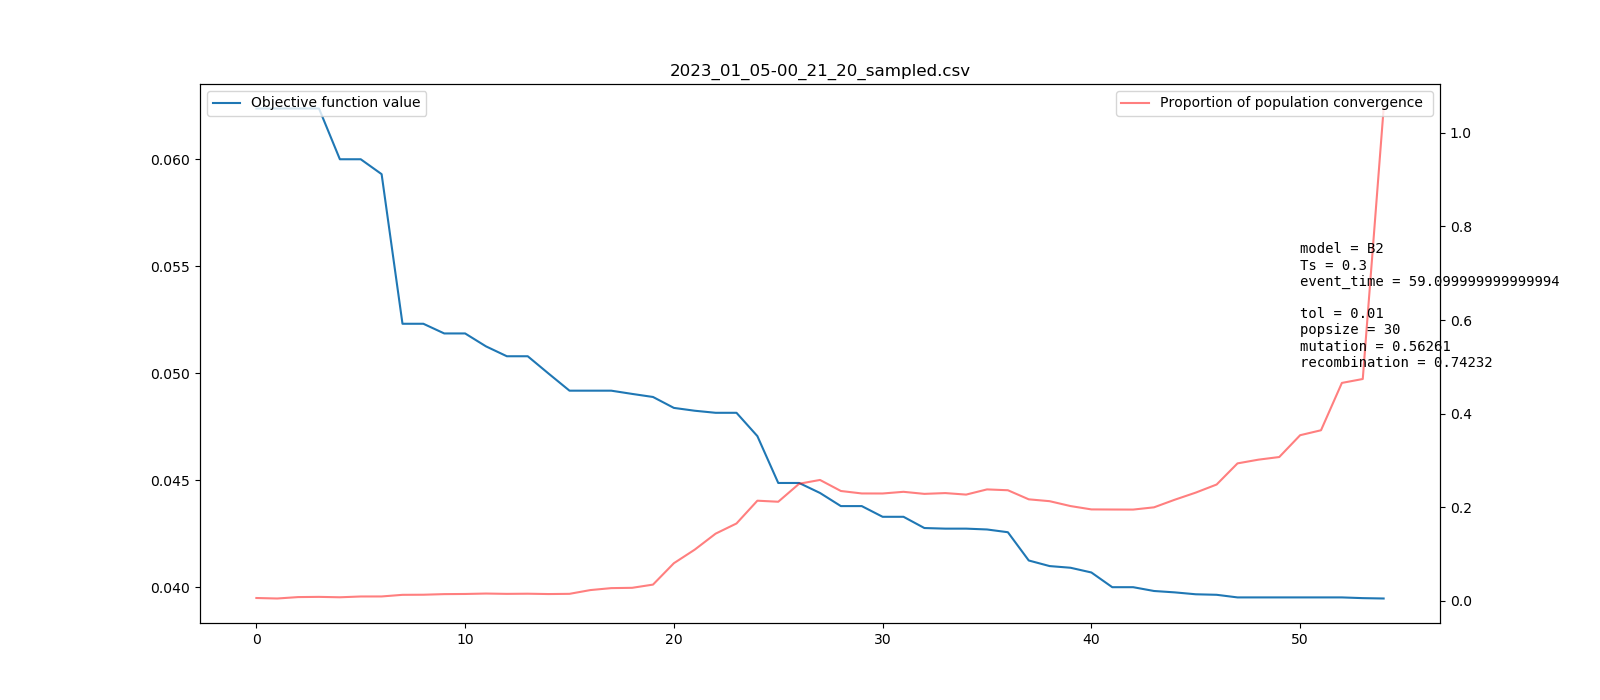 2023_01_05-00_21_20_sampled.csv
Objective function value
Proportion of population convergence
0.060
0.055
0.050
0.045
0.040
1.0
0.8
0.6
0.4
0.2
0.0
model = B2
Ts = 0.3
event_time = 59.099999999999994
tol = 0.01
popsize = 30
mutation = 0.56261
recombination = 0.74232
0
10
20
30
40
50